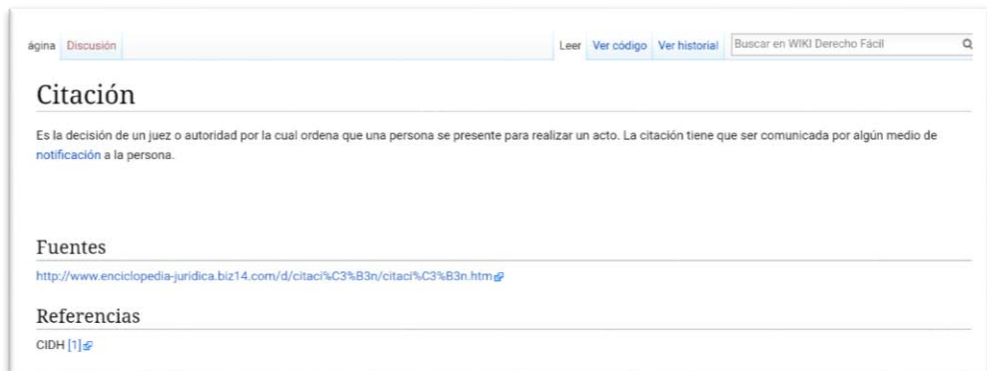 ágina Discusión Leer Ver código Ver historial Buscar en WIKI Derecho Fácil
Citación
Es la decisión de un juez o autoridad por la cual ordena que una persona se presente para realizar un acto. La citación tiene que ser comunicada por algún medio de
notificación a la persona.
Fuentes
http://www.enciclopedia-juridica.biz14.com/d/citaci%C3%B3n/citaci%C3%B3n.htm
Referencias
CIDH [1]